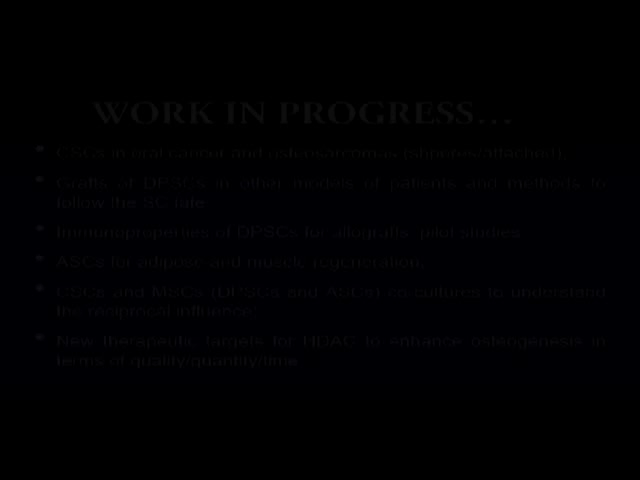 WORK IN PROGRESS...
• CSCs in oral cancer and osteosarcomas (shperes/attached);
• Grafts of DPSCs in other models of patients and methods to
follow the SC fate
• Immunoproperties of DPSCs for allografts: pilot studies
• ASCs for adipose and muscle regeneration;
• CSCs and MSCs (DPSCs and ASCs) co-cultures to understand
the reciprocal influence;
• New therapeutic targets for HDAC to enhance osteogenesis in
terms of quality/quantity/time